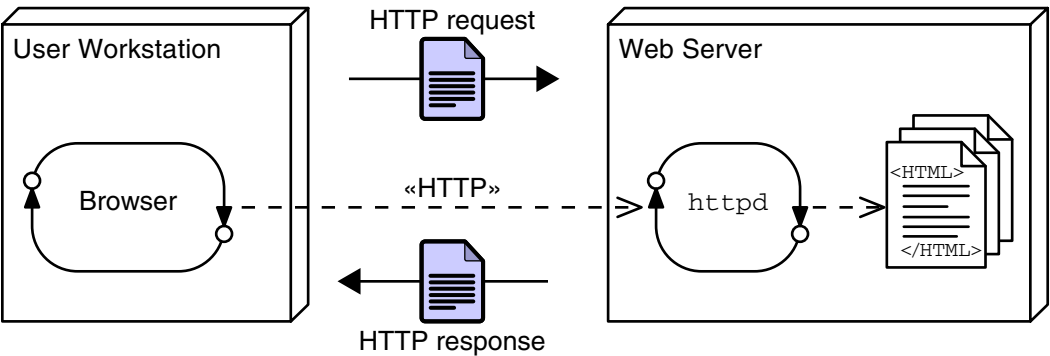 HTTP request
User Workstation
Web Server
Browser
«HTTP»
httpd
<HTML>
</HTML>
HTTP response